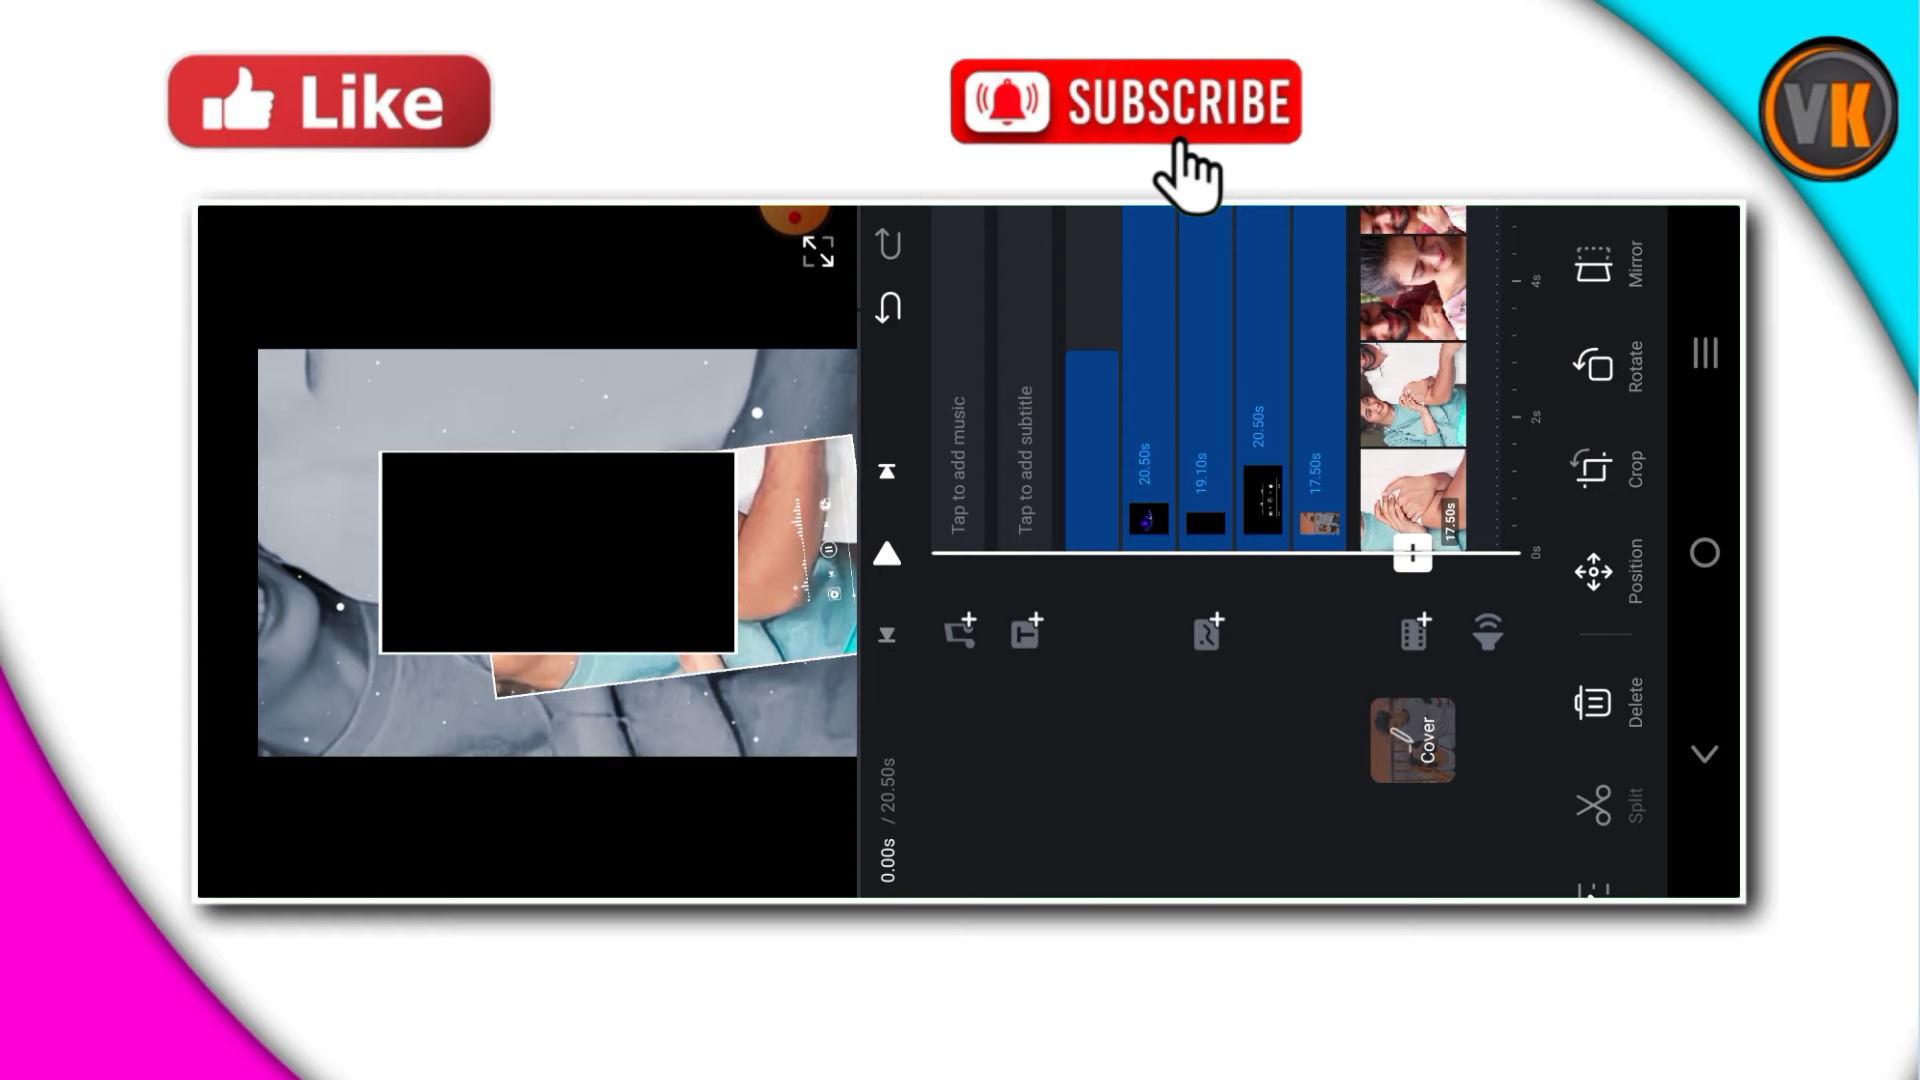 Like
SUBSCRIBE
VK
Tap to add music
Tap to add subtitle
20.50s
19.10s
20.50s
17.50s
17.50s
0s
2s
4s
0.00s / 20.50s
Cover
Mirror
Rotate
Crop
Position
Delete
Split